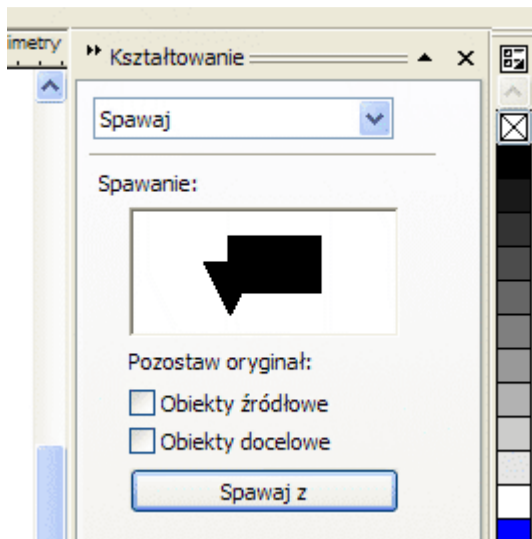 imetry
Kształtowanie
Spawaj
Spawanie:
Pozostaw oryginał:
Obiekty źródłowe
Obiekty docelowe
Spawaj z